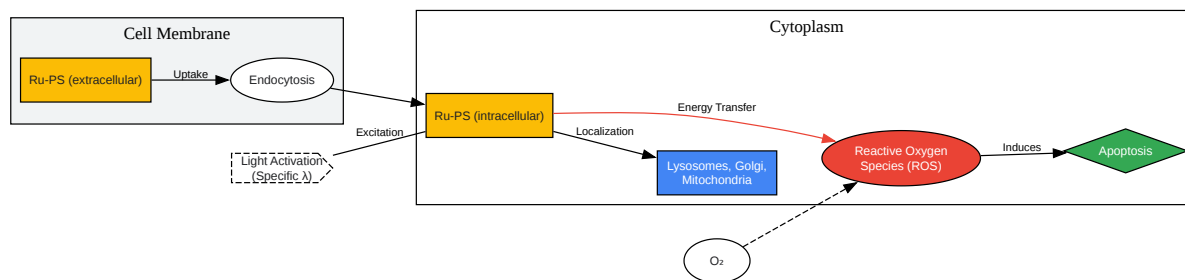 Cell Membrane
Ru-PS (extracellular)
Uptake
Endocytosis
Cytoplasm
Ru-PS (intracellular)
Excitation
Light Activation
(Specific λ)
Energy Transfer
Localization
Lysosomes, Golgi,
Mitochondria
Reactive Oxygen
Species (ROS)
Induces
Apoptosis
O₂